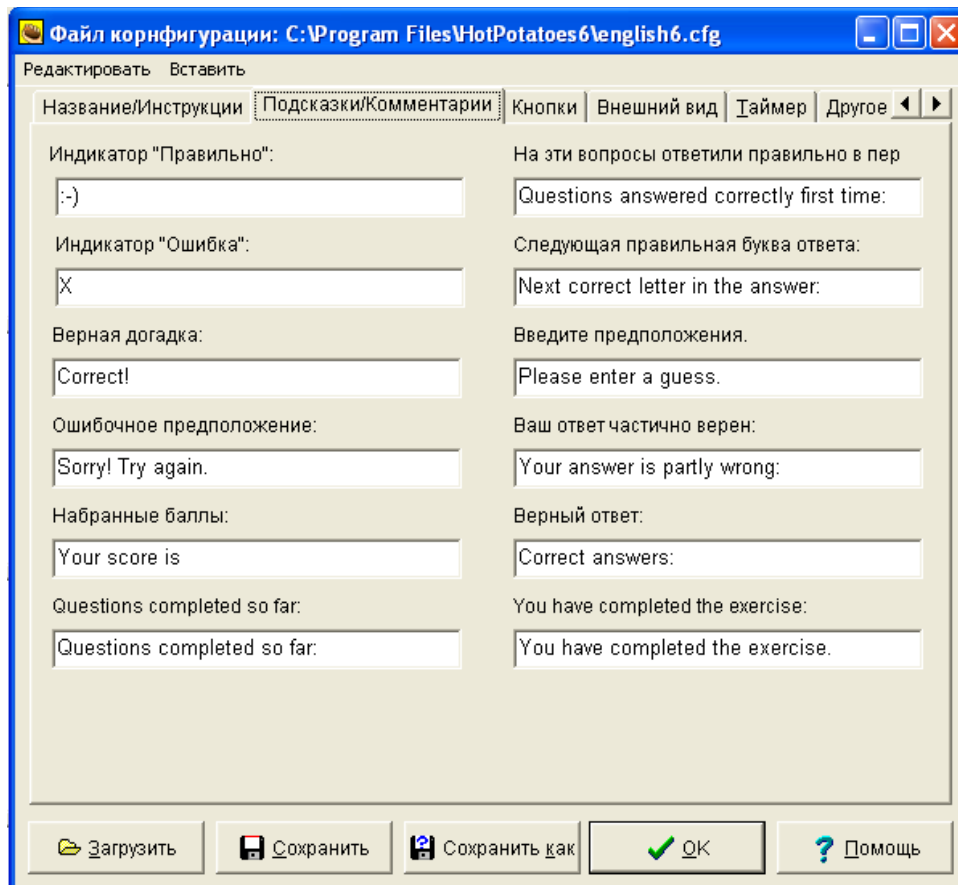 Файл корнфигурации: C:\Program Files\HotPotatoes6\english6.cfg
Редактировать Вставить
Название/Инструкции Подсказки/Комментарии Кнопки Внешний вид Таймер Другое
Индикатор "Правильно":
:-)
Индикатор "Ошибка":
X
Верная догадка:
Correct!
Ошибочное предположение:
Sorry! Try again.
Набранные баллы:
Your score is
Questions completed so far:
Questions completed so far:
На эти вопросы ответили правильно в пер
Questions answered correctly first time:
Следующая правильная буква ответа:
Next correct letter in the answer:
Введите предположения.
Please enter a guess.
Ваш ответ частично верен:
Your answer is partly wrong:
Верный ответ:
Correct answers:
You have completed the exercise:
You have completed the exercise.
Загрузить Сохранить Сохранить как OK Помощь